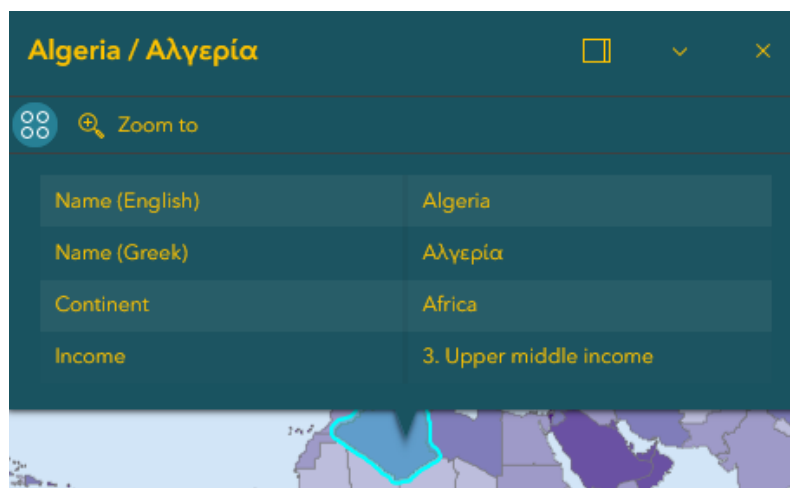 Algeria / Αλγερία
Zoom to
Name (English) Algeria
Name (Greek) Αλγερία
Continent Africa
Income 3. Upper middle income